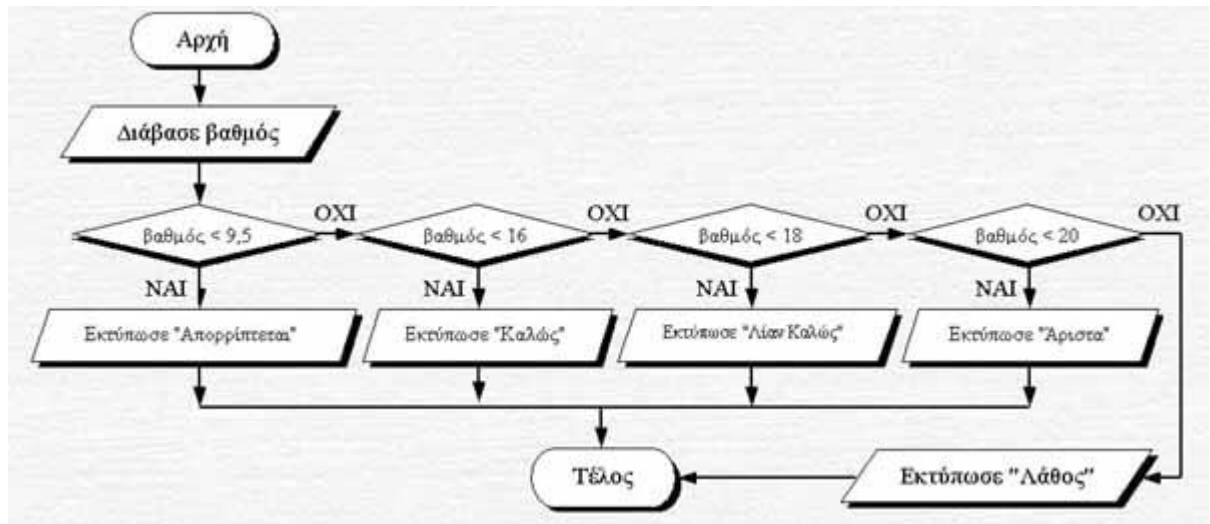 Αρχή
Διάβασε βαθμός
βαθμός < 9,5
ΟΧΙ
βαθμός < 16
ΟΧΙ
βαθμός < 18
ΟΧΙ
βαθμός < 20
ΟΧΙ
ΝΑΙ
ΝΑΙ
ΝΑΙ
ΝΑΙ
Εκτύπωσε "Απορρίπτεται"
Εκτύπωσε "Καλώς"
Εκτύπωσε "Λίαν Καλώς"
Εκτύπωσε "Άριστα"
Τέλος
Εκτύπωσε "Λάθος"